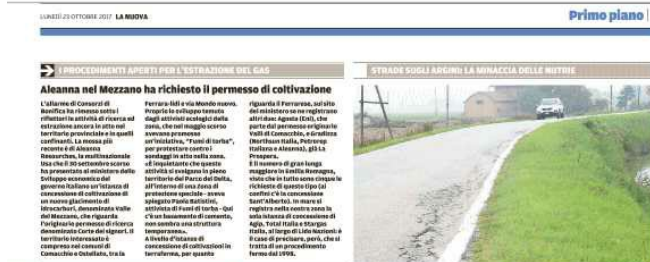 LUNEDÌ 23 OTTOBRE 2017 LA NUOVA
Primo piano
I PROCEDIMENTI APERTI PER L'ESTRAZIONE DEL GAS
STRADE SUGLI ARGINI: LA MINACCIA DELLE NUTRIE
Aleanna nel Mezzano ha richiesto il permesso di coltivazione
L'allarme di Consorzi di
Bonifica ha rimesso sotto i
riflettori le attività di ricerca ed
estrazione ancora in atto nel
territorio provinciale e in quelli
confinanti. La mossa più
recente è di Aleanna
Resources, la multinazionale
Usa che il 30 settembre scorso
ha presentato al ministero dello
Sviluppo economico del
governo italiano un'istanza di
concessione di coltivazione di
un nuovo giacimento di
idrocarburi, denominata Valle
del Mezzano, che riguarda
l'originario permesso di ricerca
denominato Corte dei signori. Il
territorio interessato è
compreso nei comuni di
Comacchio e Ostellato, tra la
Ferrara-lidi e via Mondo nuovo.
Proprio lo sviluppo temuto
dagli attivisti ecologici della
zona, che nel maggio scorso
avevano promosso
un'iniziativa, "Fumi di torba",
per protestare contro i
sondaggi in atto nella zona.
«È inquietante che queste
attività si svolgano in pieno
territorio del Parco del Delta,
all'interno di una zona di
protezione speciale - aveva
spiegato Paola Batistini,
attivista di Fumi di torba - Qui
c'è un basamento di cemento,
non sembra una struttura
temporanea».
A livello d'istanze di
concessione di coltivazioni in
terraferma, per quanto
riguarda il Ferrarese, sul sito
del ministero se ne registrano
altri due: Agosta (Eni), che
parte dal permesso originario
Valli di Comacchio, e Gradizza
(Northsun Italia, Petrorep
Italiana e Aleanna), già La
Prospera.
È il numero di gran lunga
maggiore in Emilia Romagna,
visto che in tutto sono cinque le
richieste di questo tipo (ai
confini c'è la concessione
Sant'Alberto). In mare si
registra nella nostra zona la
sola istanza di concessione di
Agip, Total Italia e Stargas
Italia, al largo di Lido Nazioni: è
il caso di precisare, però, che si
tratta di un procedimento
fermo dal 1998.